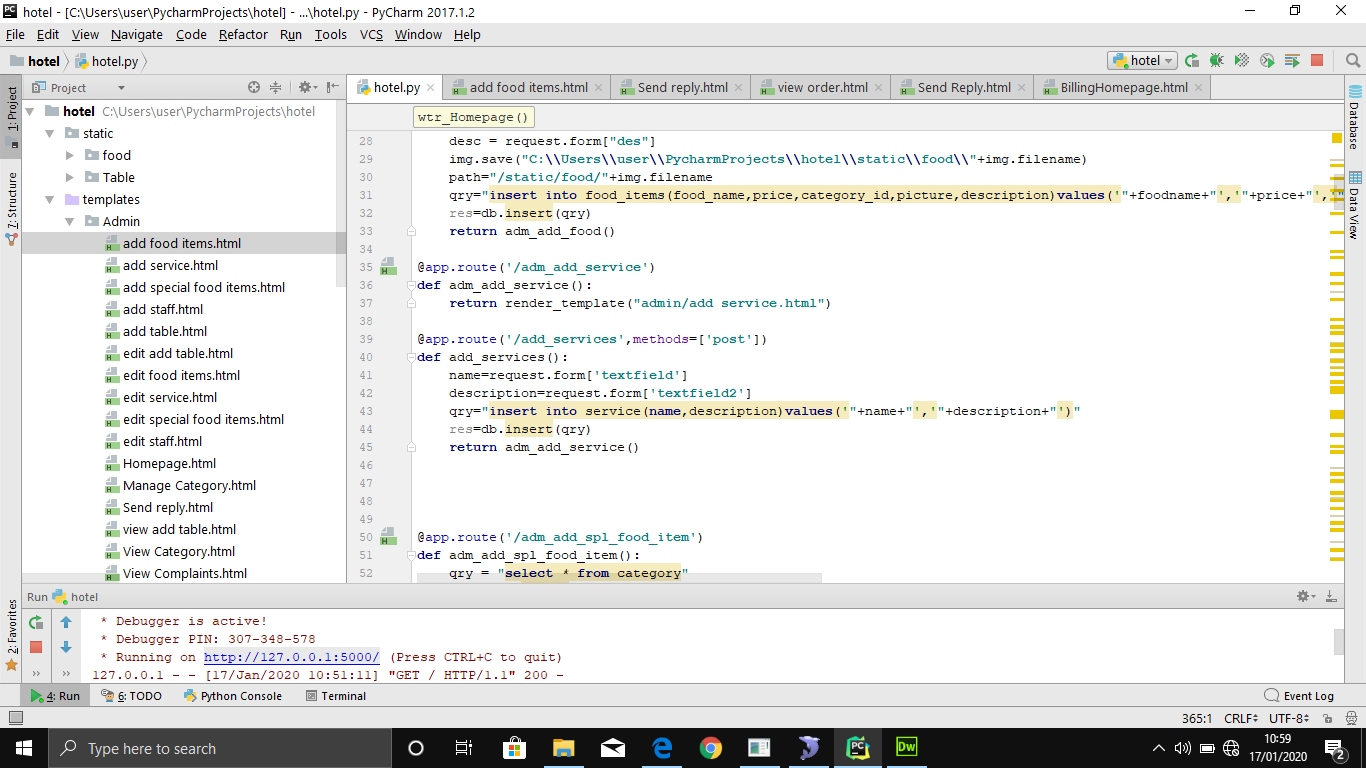 hotel - [C:\Users\user\PycharmProjects\hotel] - ...\hotel.py - PyCharm 2017.1.2
File Edit View Navigate Code Refactor Run Tools VCS Window Help
hotel hotel.py hotel
Project
hotel.py add food items.html Send reply.html view order.html Send Reply.html BillingHomepage.html
1: Project
7: Structure
2: Favorites
hotel C:\Users\user\PycharmProjects\hotel
static
food
Table
templates
Admin
add food items.html
add service.html
add special food items.html
add staff.html
add table.html
edit add table.html
edit food items.html
edit service.html
edit special food items.html
edit staff.html
Homepage.html
Manage Category.html
Send reply.html
view add table.html
View Category.html
View Complaints.html
wtr_Homepage()
28 desc = request.form["des"]
29 img.save("C:\\Users\\user\\PycharmProjects\\hotel\\static\\food\\"+img.filename)
30 path="/static/food/"+img.filename
31 qry="insert into food_items(food_name,price,category_id,picture,description)values('"+foodname+"','"+price+"','"
32 res=db.insert(qry)
33 return adm_add_food()
34
35 @app.route('/adm_add_service')
36 def adm_add_service():
37 return render_template("admin/add service.html")
38
39 @app.route('/add_services',methods=['post'])
40 def add_services():
41 name=request.form['textfield']
42 description=request.form['textfield2']
43 qry="insert into service(name,description)values('"+name+"','"+description+"')"
44 res=db.insert(qry)
45 return adm_add_service()
46
47
48
49
50 @app.route('/adm_add_spl_food_item')
51 def adm_add_spl_food_item():
52 qry = "select * from category"
Database
Data View
Run hotel
* Debugger is active!
* Debugger PIN: 307-348-578
* Running on http://127.0.0.1:5000/ (Press CTRL+C to quit)
127.0.0.1 - - [17/Jan/2020 10:51:11] "GET / HTTP/1.1" 200 -
4: Run 6: TODO Python Console Terminal Event Log
365:1 CRLF UTF-8
Type here to search
Dw
10:59
17/01/2020
2